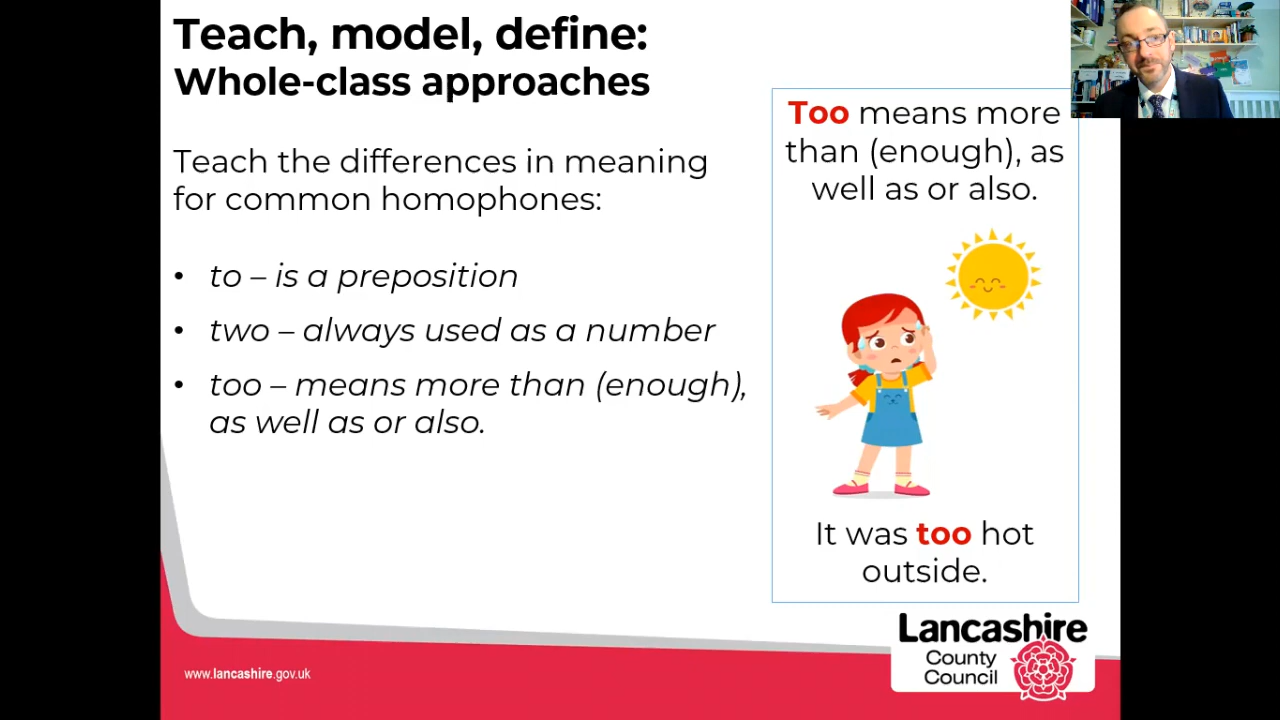 Teach, model, define:
Whole-class approaches
Teach the differences in meaning
for common homophones:
• to – is a preposition
• two – always used as a number
• too – means more than (enough),
as well as or also.
Too means more
than (enough), as
well as or also.
It was too hot
outside.
www.lancashire.gov.uk
Lancashire
County
Council